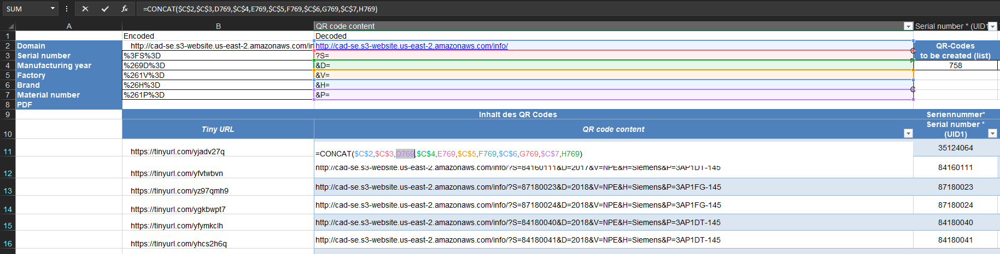 SUM =CONCAT($C$2,$C$3,D769,$C$4,E769,$C$5,F769,$C$6,G769,$C$7,H769)
A B QR code content Serial number * (UID1
1 Encoded Decoded
2 Domain http://cad-se.s3-website.us-east-2.amazonaws.com/in http://cad-se.s3-website.us-east-2.amazonaws.com/info/ QR-Codes
3 Serial number %3FS%3D ?S= to be created (list)
4 Manufacturing year %269D%3D &D= 758
5 Factory %261V%3D &V=
6 Brand %26H%3D &H=
7 Material number %261P%3D &P=
8 PDF
9 Inhalt des QR Codes Seriennummer*
10 Tiny URL QR code content Serial number *
(UID1)
11 https://tinyurl.com/yjadv27q =CONCAT($C$2,$C$3,D769,$C$4,E769,$C$5,F769,$C$6,G769,$C$7,H769) 35124064
12 https://tinyurl.com/yfvtwbvn http://cad-se.s3-website.us-east-2.amazonaws.com/info/?S=84160111&D=2017&V=NPE&H=Siemens&P=3AP1DT-145 84160111
13 https://tinyurl.com/yz97qmh9 http://cad-se.s3-website.us-east-2.amazonaws.com/info/?S=87180023&D=2018&V=NPE&H=Siemens&P=3AP1FG-145 87180023
14 https://tinyurl.com/ygkbwpt7 http://cad-se.s3-website.us-east-2.amazonaws.com/info/?S=87180024&D=2018&V=NPE&H=Siemens&P=3AP1FG-145 87180024
15 https://tinyurl.com/yfymkclh http://cad-se.s3-website.us-east-2.amazonaws.com/info/?S=84180040&D=2018&V=NPE&H=Siemens&P=3AP1DT-145 84180040
16 https://tinyurl.com/yhcs2h6q http://cad-se.s3-website.us-east-2.amazonaws.com/info/?S=84180041&D=2018&V=NPE&H=Siemens&P=3AP1DT-145 84180041